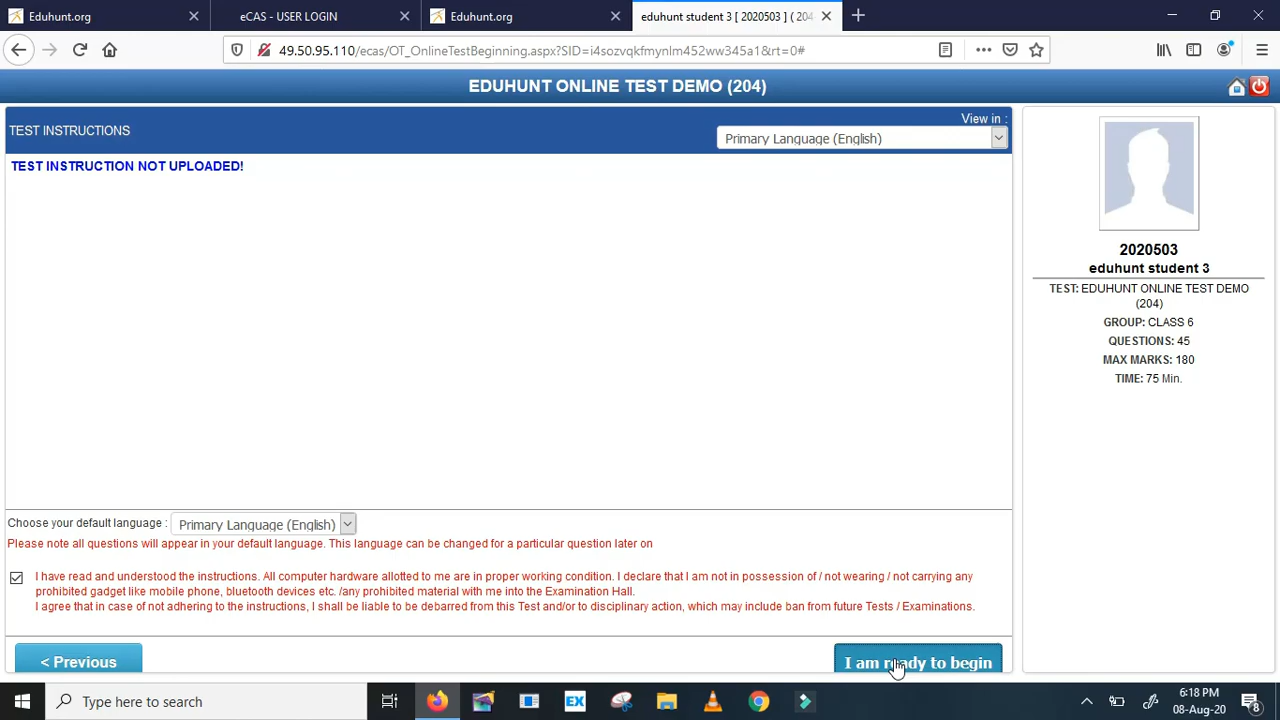 Eduhunt.org
eCAS - USER LOGIN
Eduhunt.org
eduhunt student 3 [ 2020503 ] ( 204
49.50.95.110/ecas/OT_OnlineTestBeginning.aspx?SID=i4sozvqkfmynlm452ww345a1&rt=0#
EDUHUNT ONLINE TEST DEMO (204)
TEST INSTRUCTIONS
View in :
Primary Language (English)
TEST INSTRUCTION NOT UPLOADED!
2020503
eduhunt student 3
TEST: EDUHUNT ONLINE TEST DEMO
(204)
GROUP: CLASS 6
QUESTIONS: 45
MAX MARKS: 180
TIME: 75 Min.
Choose your default language : Primary Language (English)
Please note all questions will appear in your default language. This language can be changed for a particular question later on
I have read and understood the instructions. All computer hardware allotted to me are in proper working condition. I declare that I am not in possession of / not wearing / not carrying any
prohibited gadget like mobile phone, bluetooth devices etc. /any prohibited material with me into the Examination Hall.
I agree that in case of not adhering to the instructions, I shall be liable to be debarred from this Test and/or to disciplinary action, which may include ban from future Tests / Examinations.
< Previous
I am ready to begin
Type here to search
EX
6:18 PM
08-Aug-20
8